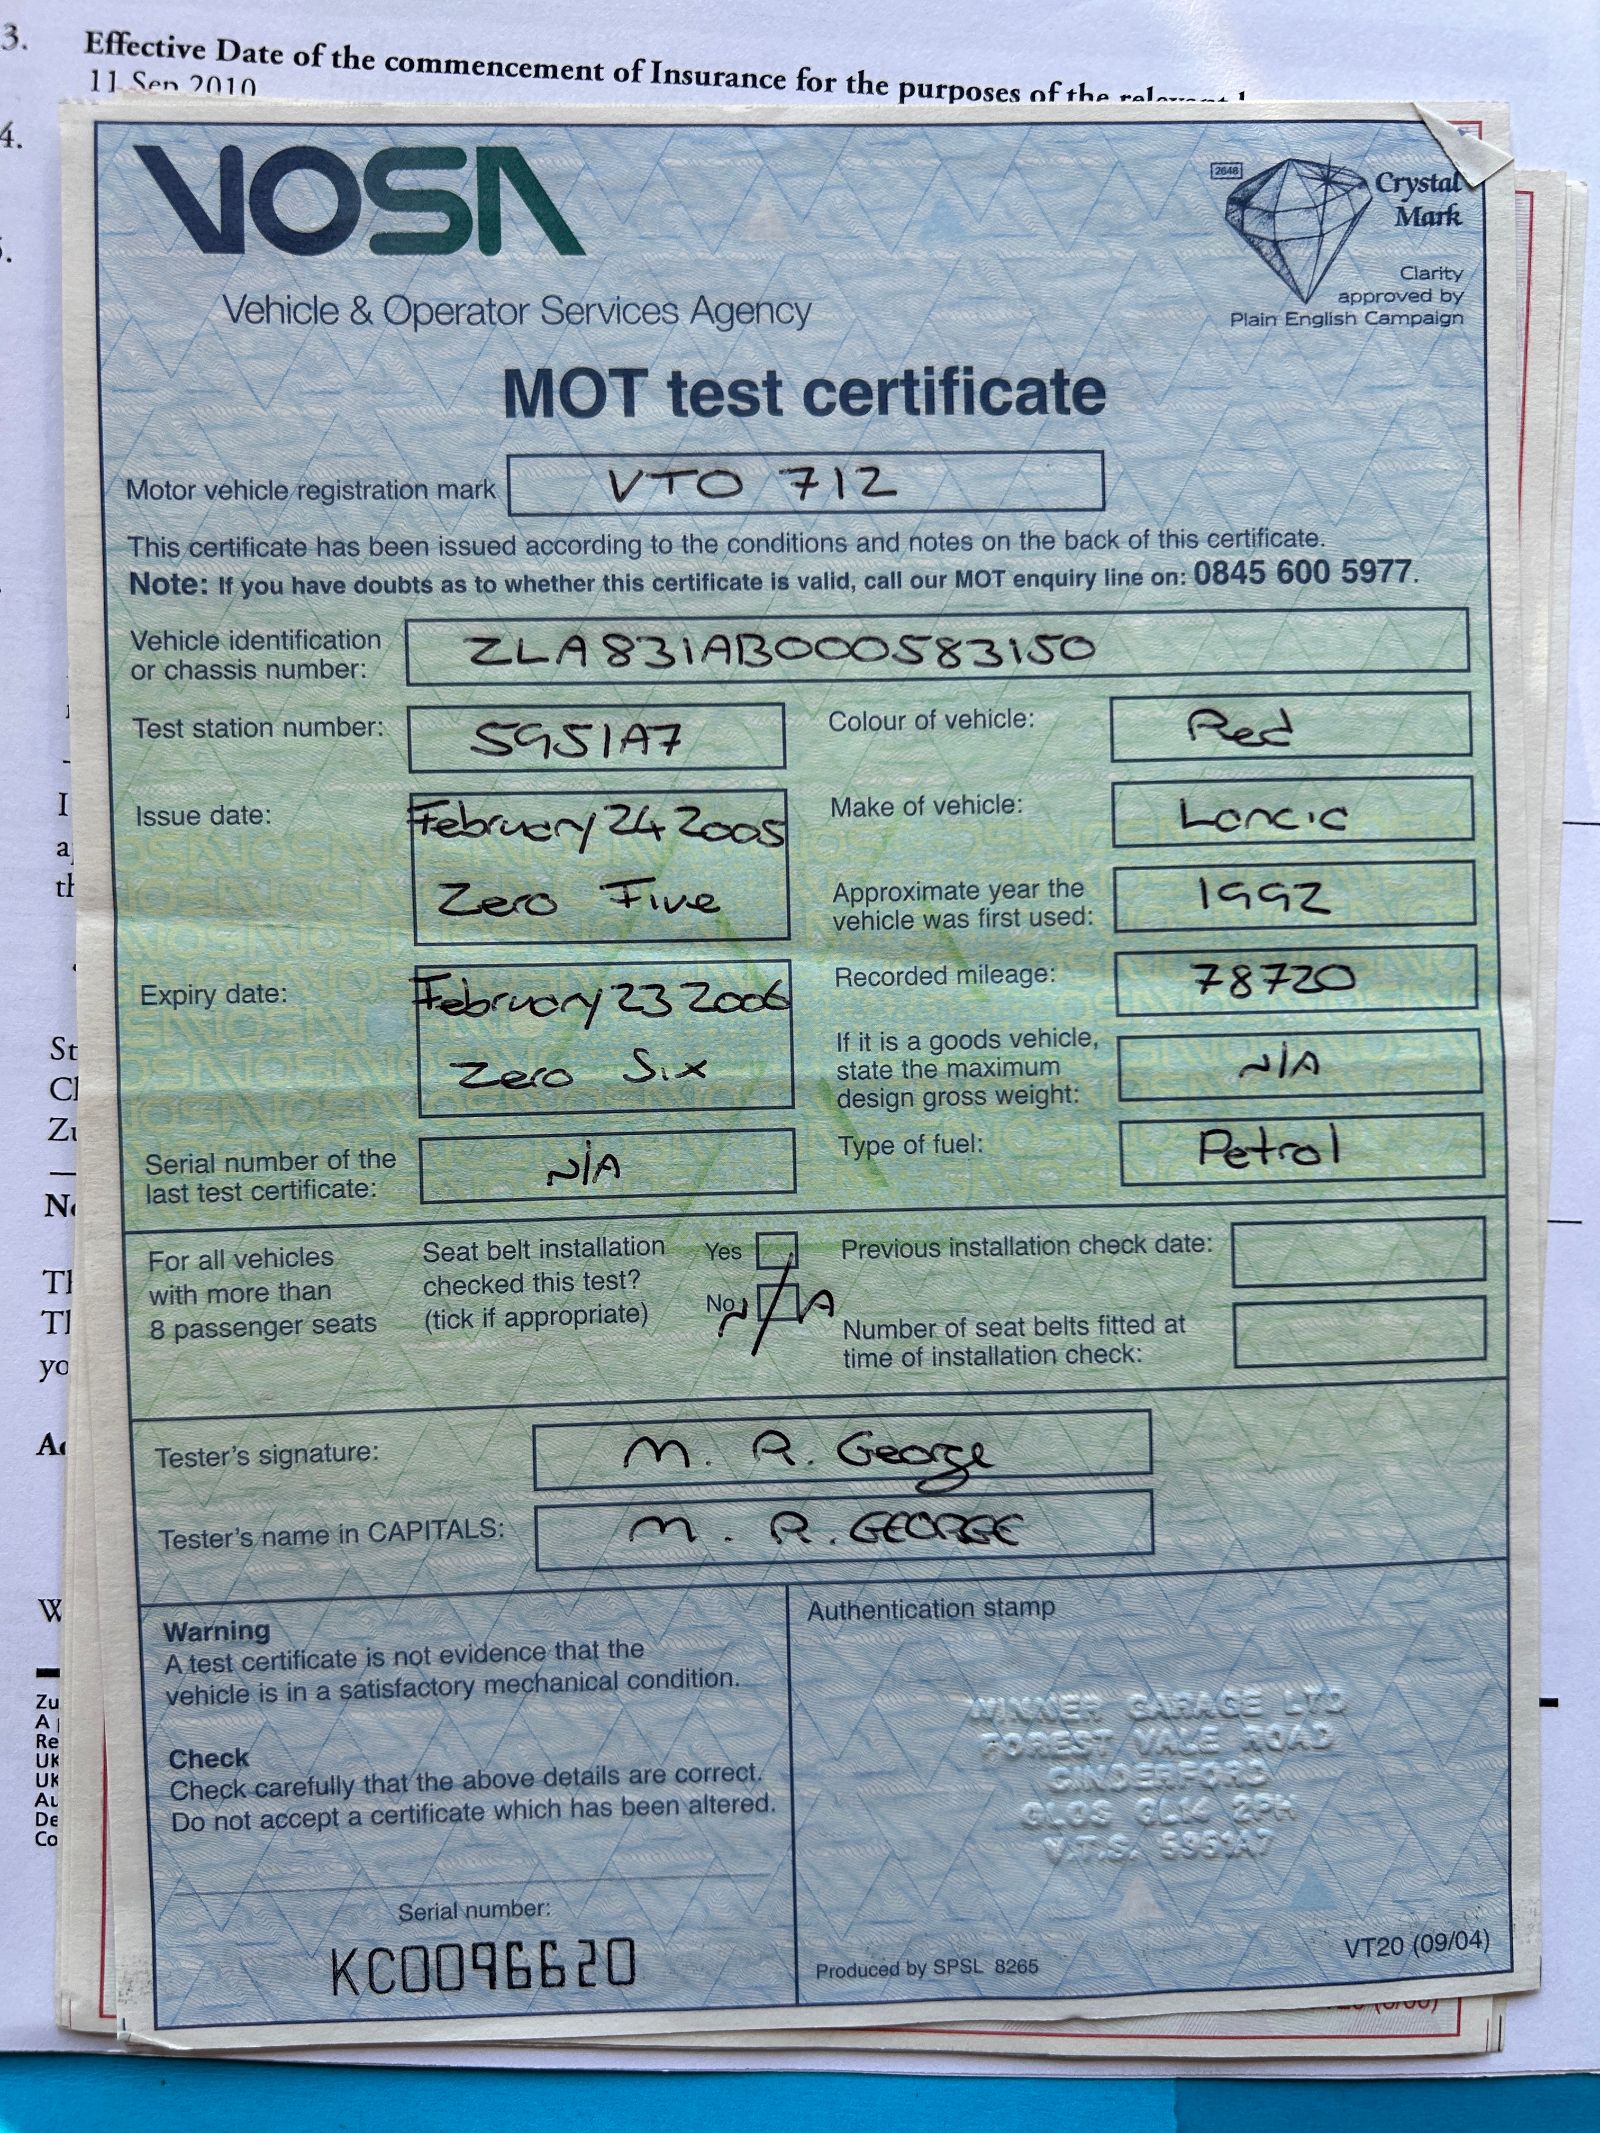 3. Effective Date of the commencement of Insurance for the purposes of the relevant
11 Sep 2010
4.
VOSA
Vehicle & Operator Services Agency
2648
Crystal
Mark
Clarity
approved by
Plain English Campaign
MOT test certificate
Motor vehicle registration mark VTO 712
This certificate has been issued according to the conditions and notes on the back of this certificate.
Note: If you have doubts as to whether this certificate is valid, call our MOT enquiry line on: 0845 600 5977.
Vehicle identification
or chassis number: ZLA831AB000583150
Test station number: 5951A7
Colour of vehicle: Red
Issue date: February 24 2005
Zero Five
Make of vehicle: Lancia
Approximate year the
vehicle was first used: 1992
Expiry date: February 23 2006
Zero Six
Recorded mileage: 78720
If it is a goods vehicle,
state the maximum
design gross weight: N/A
Serial number of the
last test certificate: N/A
Type of fuel: Petrol
For all vehicles
with more than
8 passenger seats
Seat belt installation
checked this test?
(tick if appropriate)
Yes
No
N/A
Previous installation check date:
Number of seat belts fitted at
time of installation check:
Tester's signature: M. R. George
Tester's name in CAPITALS: M. R. GEORGE
Warning
A test certificate is not evidence that the
vehicle is in a satisfactory mechanical condition.
Check
Check carefully that the above details are correct.
Do not accept a certificate which has been altered.
Serial number:
KC0096620
Authentication stamp
WINNER GARAGE LTD
FOREST VALE ROAD
CINDERFORD
GLOS GL14 2PH
V.T.S. 5951A7
Produced by SPSL 8265
VT20 (09/04)